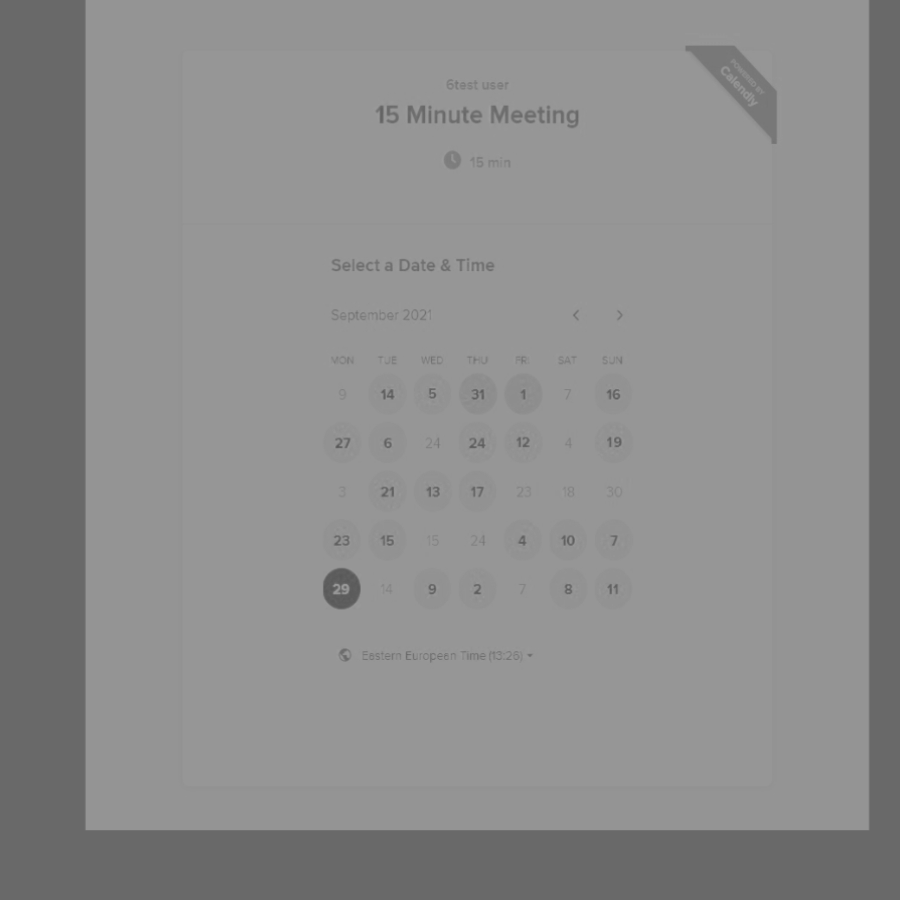 POWERED BY
Calendly
6test user
15 Minute Meeting
15 min
Select a Date & Time
September 2021
MON TUE WED THU FRI SAT SUN
9 14 5 31 1 7 16
27 6 24 24 12 4 19
3 21 13 17 23 18 30
23 15 15 24 4 10 7
29 14 9 2 7 8 11
Eastern European Time (13:26)